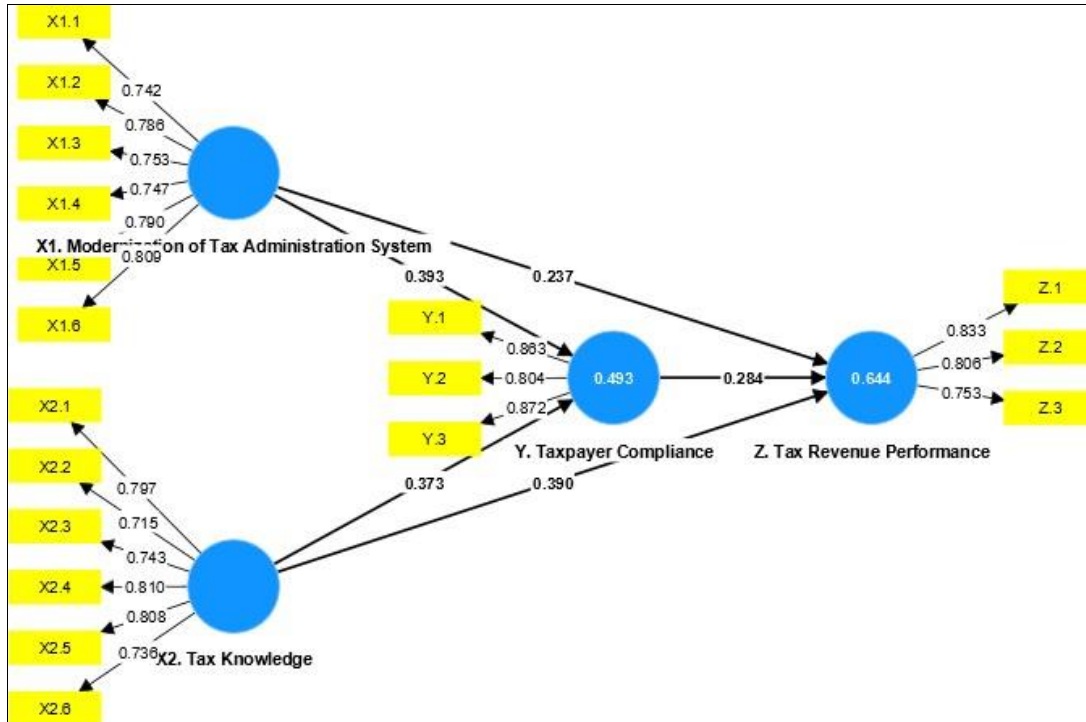 X1.1
0.742
X1.2
0.786
X1.3
0.753
X1.4
0.747
0.790
X1. Modernization of Tax Administration System
0.809
X1.5
X1.6
0.393
0.237
Y.1
0.863
Y.2
0.804
Y.3
0.872
0.493
0.284
0.644
Z.1
0.833
Z.2
0.806
Z.3
0.753
Y. Taxpayer Compliance
Z. Tax Revenue Performance
0.373
0.390
X2.1
0.797
X2.2
0.715
X2.3
0.743
X2.4
0.810
X2.5
0.808
0.736
X2. Tax Knowledge
X2.6